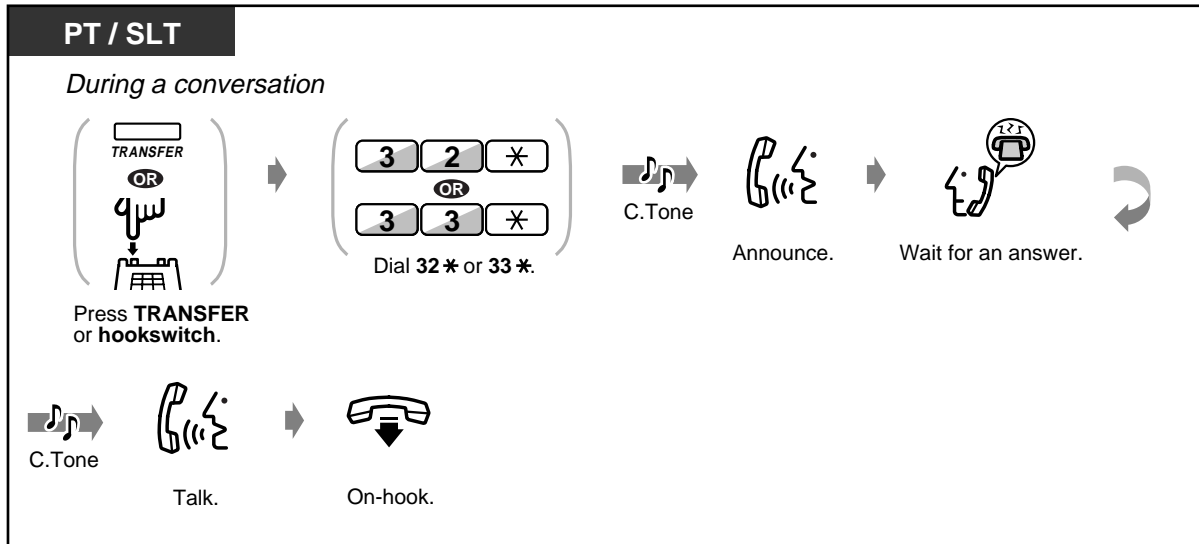 PT / SLT
During a conversation
TRANSFER
OR
Press TRANSFER
or hookswitch.
3 2 *
OR
3 3 *
Dial 32 * or 33 *.
C.Tone
Announce.
Wait for an answer.
C.Tone
Talk.
On-hook.